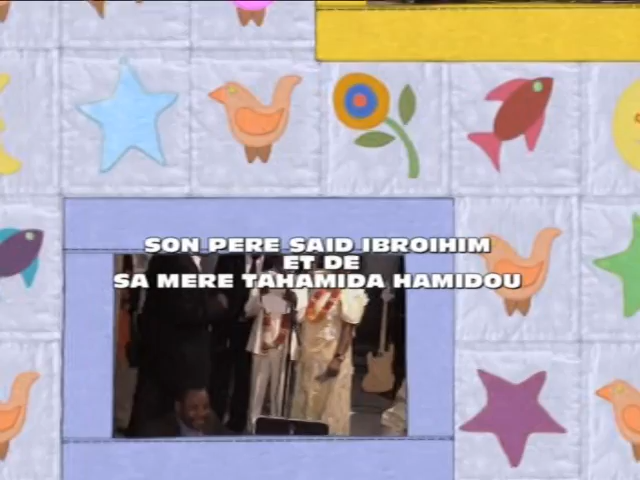 SON PERE SAID IBROIHIM
ET DE
SA MERE TAHAMIDA HAMIDOU